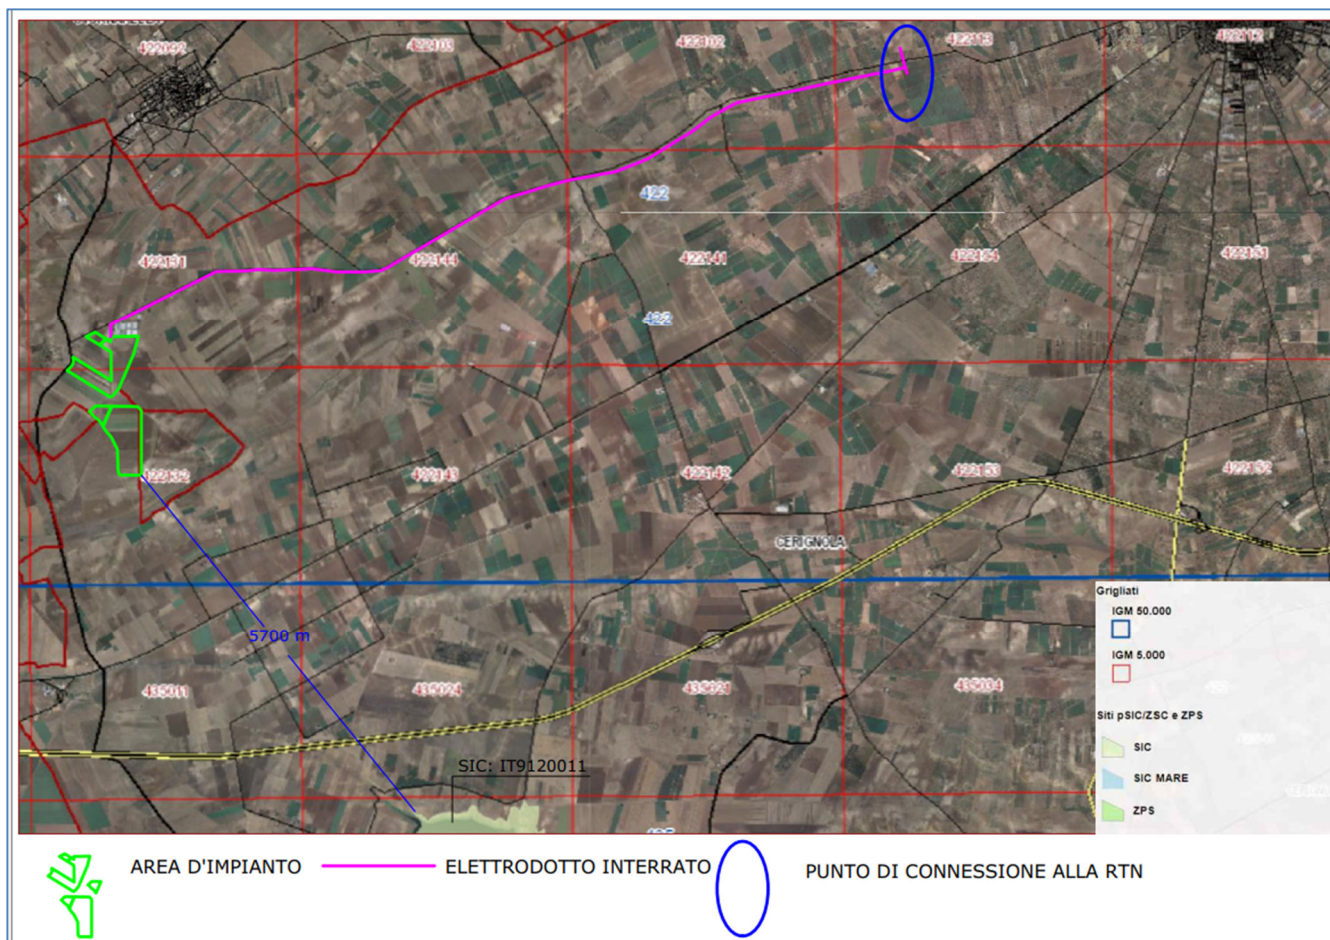 422092
422103
422102
422113
422112
422
422131
422144
422141
422154
422151
422
422132
422143
422142
422153
422152
CERIGNOLA
5700 m
435011
435024
435021
435034
SIC: IT9120011
Grigliati
IGM 50.000
IGM 5.000
Siti pSIC/ZSC e ZPS
SIC
SIC MARE
ZPS
AREA D'IMPIANTO
ELETTRODOTTO INTERRATO
PUNTO DI CONNESSIONE ALLA RTN